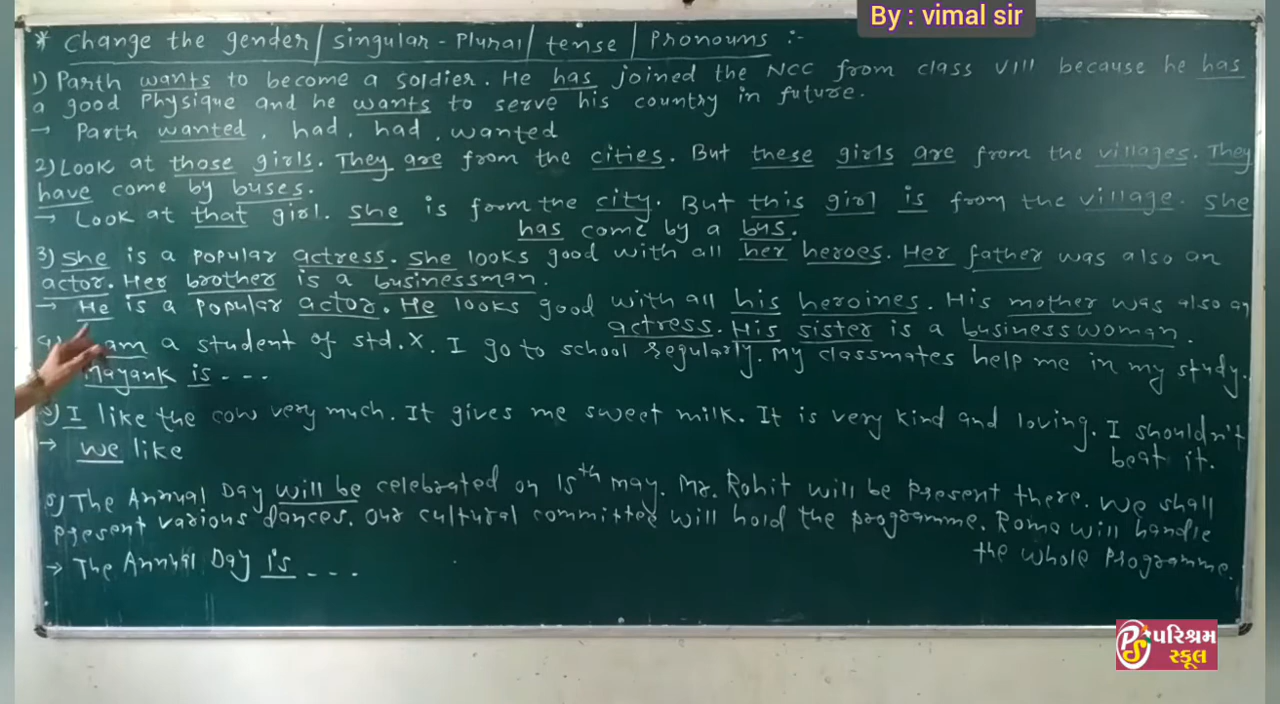 By : vimal sir
* Change the gender / singular - Plural / tense / Pronouns :-
1) Parth wants to become a soldier. He has joined the NCC from class VIII because he has
a good Physique and he wants to serve his country in future.
→ Parth wanted, had, had, wanted
2) Look at those girls. They are from the cities. But these girls are from the villages. They
have come by buses.
→ Look at that girl. She is from the city. But this girl is from the village. She
has come by a bus.
3) She is a popular actress. She looks good with all her heroes. Her father was also an
actor. Her brother is a businessman.
→ He is a popular actor. He looks good with all his heroines. His mother was also an
actress. His sister is a businesswoman.
am a student of std. X. I go to school regularly. My classmates help me in my study.
Mayank is - - -
5) I like the cow very much. It gives me sweet milk. It is very kind and loving. I shouldn't
beat it.
→ we like
5) The Annual Day will be celebrated on 15th may. Mr. Rohit will be present there. We shall
present various dances. Our cultural committee will hold the programme. Roma will handle
the whole programme.
→ The Annual Day is - - -
PS પરિશ્રમ
સ્કૂલ